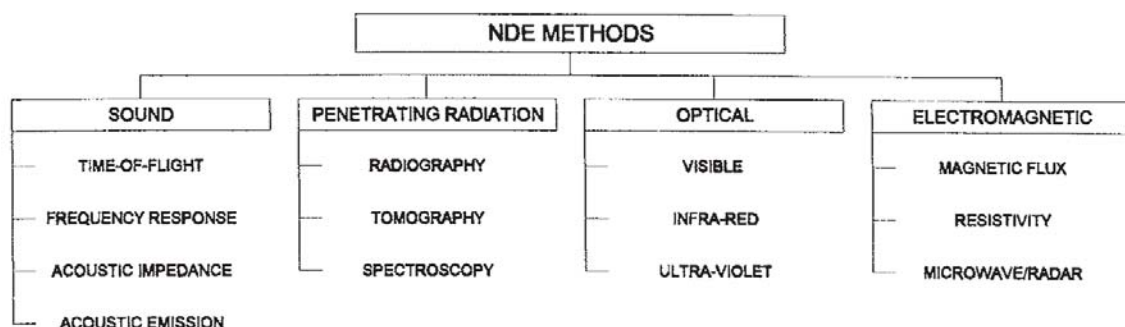 NDE METHODS
SOUND
TIME-OF-FLIGHT
FREQUENCY RESPONSE
ACOUSTIC IMPEDANCE
ACOUSTIC EMISSION
PENETRATING RADIATION
RADIOGRAPHY
TOMOGRAPHY
SPECTROSCOPY
OPTICAL
VISIBLE
INFRA-RED
ULTRA-VIOLET
ELECTROMAGNETIC
MAGNETIC FLUX
RESISTIVITY
MICROWAVE/RADAR